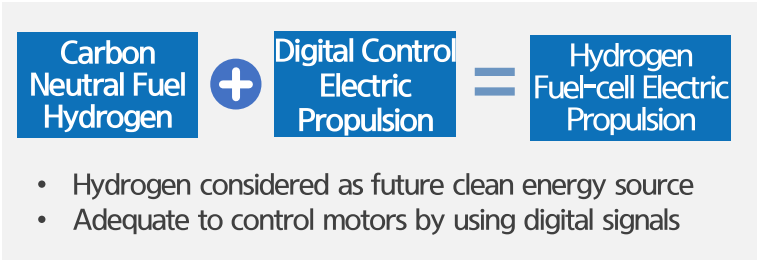 Carbon
Neutral Fuel
Hydrogen
+
Digital Control
Electric
Propulsion
=
Hydrogen
Fuel-cell Electric
Propulsion
• Hydrogen considered as future clean energy source
• Adequate to control motors by using digital signals